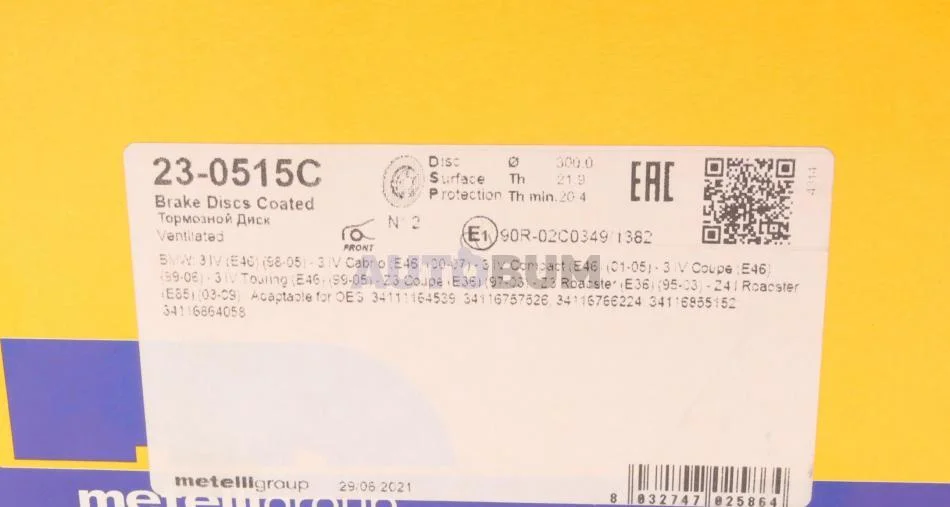 23-0515C
Brake Discs Coated
Тормозной Диск
Ventilated
FRONT
N° 2
Disc Ø 300.0
Surface Th 21.9
Protection Th min. 20.4
EAC
4314
E1 90R-02C0349/1382
BMW: 3 IV (E46) (98-05) - 3 IV Cabrio (E46) (00-07) - 3 IV Compact (E46) (01-05) - 3 IV Coupe (E46)
(99-06) - 3 IV Touring (E46) (99-05) - Z3 Coupe (E36) (97-03) - Z3 Roadster (E36) (95-03) - Z4 I Roadster
(E85) (03-09) Adaptable for OES: 34111164539, 34116757526, 34116766224, 34116855152,
34116864058
AUTOBUM
metelligroup 29.06.2021
8 032747 025864
metelligroup